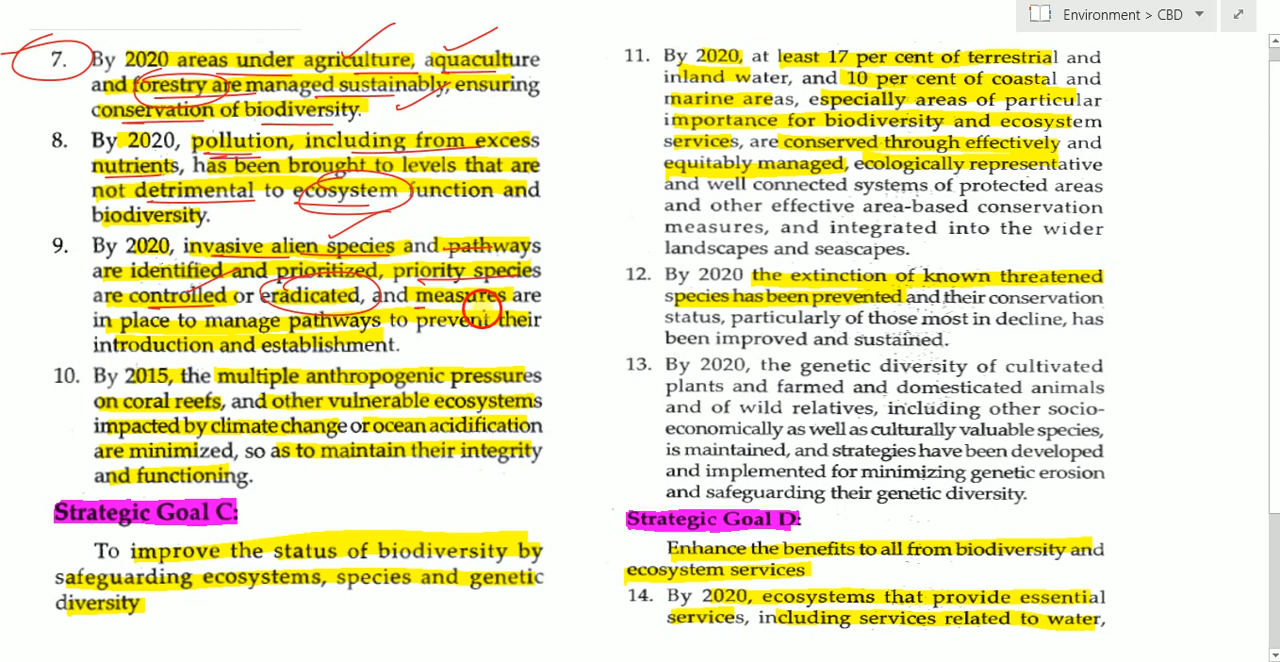 Environment > CBD
7. By 2020 areas under agriculture, aquaculture
and forestry are managed sustainably, ensuring
conservation of biodiversity.
8. By 2020, pollution, including from excess
nutrients, has been brought to levels that are
not detrimental to ecosystem function and
biodiversity.
9. By 2020, invasive alien species and pathways
are identified and prioritized, priority species
are controlled or eradicated, and measures are
in place to manage pathways to prevent their
introduction and establishment.
10. By 2015, the multiple anthropogenic pressures
on coral reefs, and other vulnerable ecosystems
impacted by climate change or ocean acidification
are minimized, so as to maintain their integrity
and functioning.
Strategic Goal C:
To improve the status of biodiversity by
safeguarding ecosystems, species and genetic
diversity
11. By 2020, at least 17 per cent of terrestrial and
inland water, and 10 per cent of coastal and
marine areas, especially areas of particular
importance for biodiversity and ecosystem
services, are conserved through effectively and
equitably managed, ecologically representative
and well connected systems of protected areas
and other effective area-based conservation
measures, and integrated into the wider
landscapes and seascapes.
12. By 2020 the extinction of known threatened
species has been prevented and their conservation
status, particularly of those most in decline, has
been improved and sustained.
13. By 2020, the genetic diversity of cultivated
plants and farmed and domesticated animals
and of wild relatives, including other socio-
economically as well as culturally valuable species,
is maintained, and strategies have been developed
and implemented for minimizing genetic erosion
and safeguarding their genetic diversity.
Strategic Goal D:
Enhance the benefits to all from biodiversity and
ecosystem services
14. By 2020, ecosystems that provide essential
services, including services related to water,